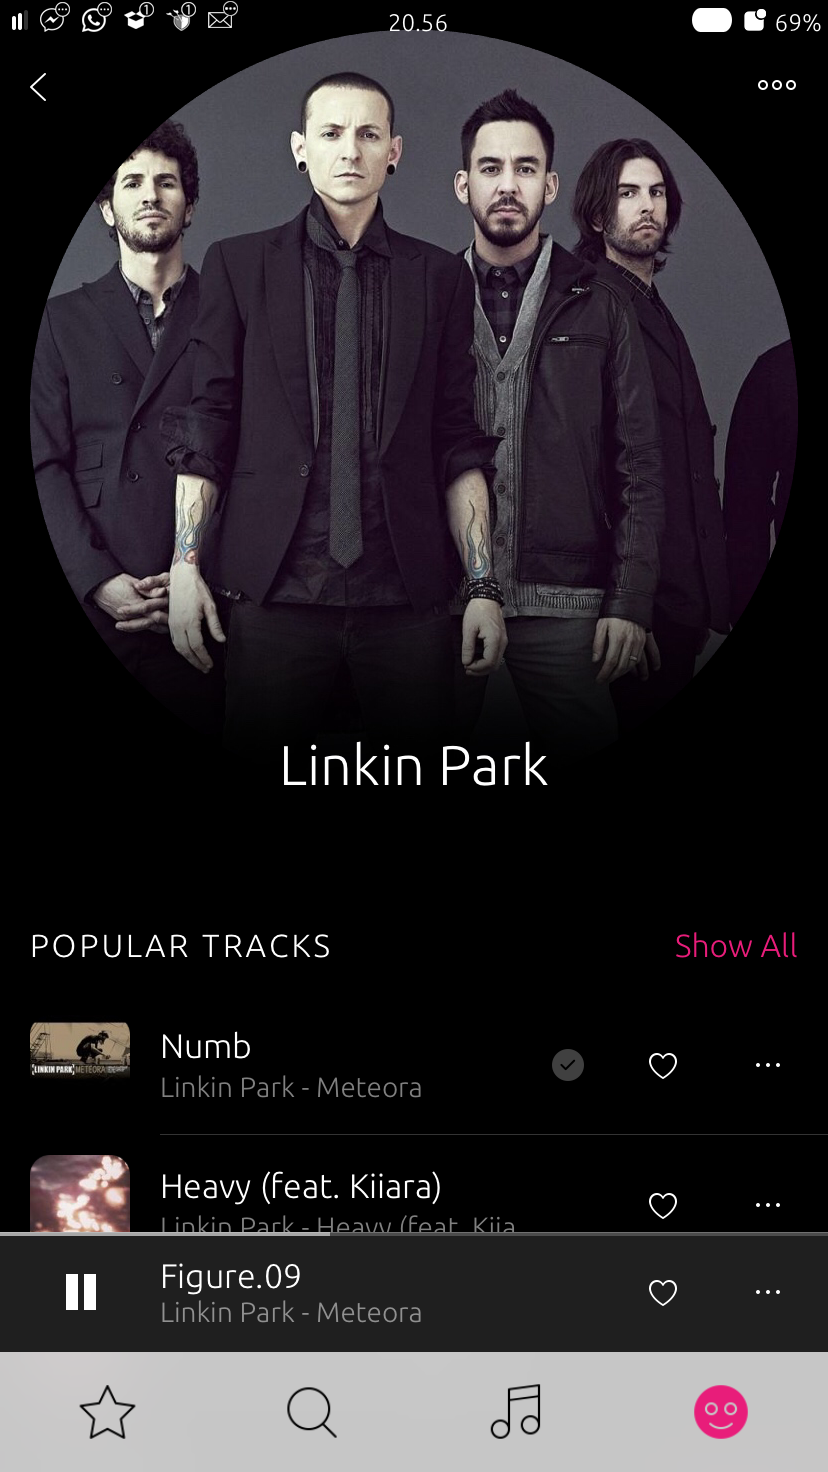 20.56
69%
Linkin Park
POPULAR TRACKS
Show All
Numb
Linkin Park - Meteora
LINKIN PARK METEORA
Heavy (feat. Kiiara)
Linkin Park - Heavy (feat. Kiia
Figure.09
Linkin Park - Meteora